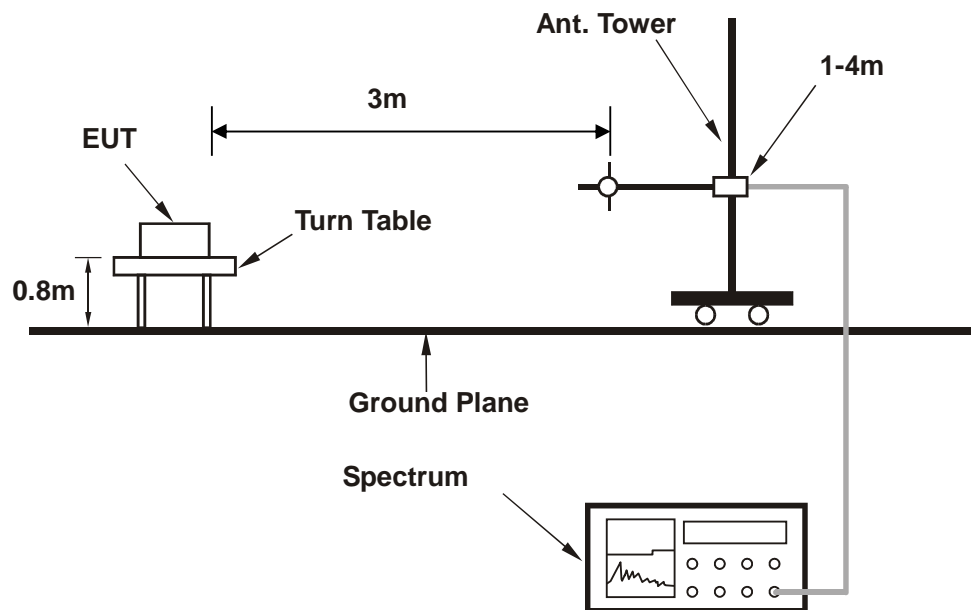 Ant. Tower
1-4m
3m
EUT
Turn Table
0.8m
Ground Plane
Spectrum